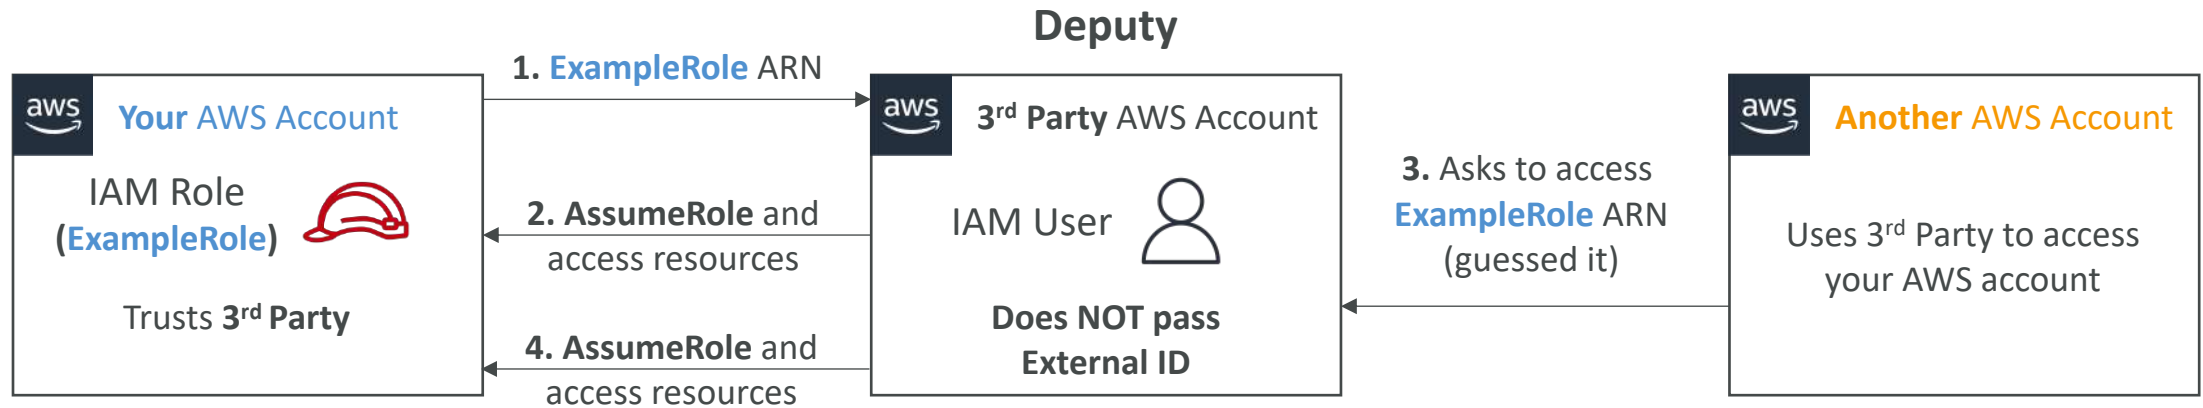 Deputy
1. ExampleRole ARN
aws
Your AWS Account
IAM Role
(ExampleRole)
Trusts 3rd Party
2. AssumeRole and
access resources
4. AssumeRole and
access resources
aws
3rd Party AWS Account
IAM User
Does NOT pass
External ID
3. Asks to access
ExampleRole ARN
(guessed it)
aws
Another AWS Account
Uses 3rd Party to access
your AWS account